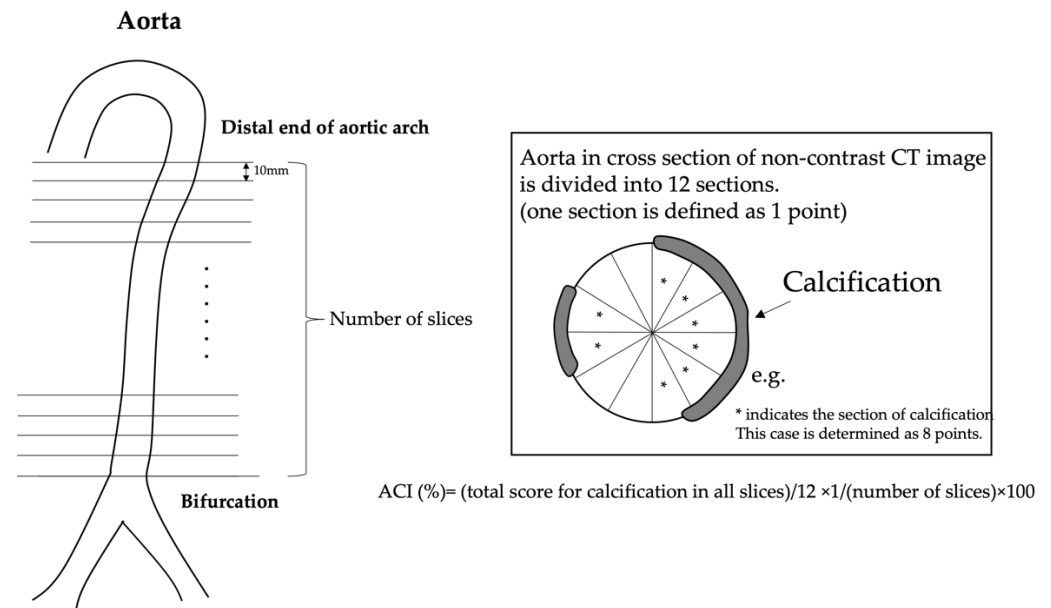 Aorta
Distal end of aortic arch
10mm
Number of slices
Bifurcation
Aorta in cross section of non-contrast CT image
is divided into 12 sections.
(one section is defined as 1 point)
Calcification
e.g.
* * * * * * * *
* indicates the section of calcification
This case is determined as 8 points.
ACI (%)= (total score for calcification in all slices)/12 ×1/(number of slices)×100